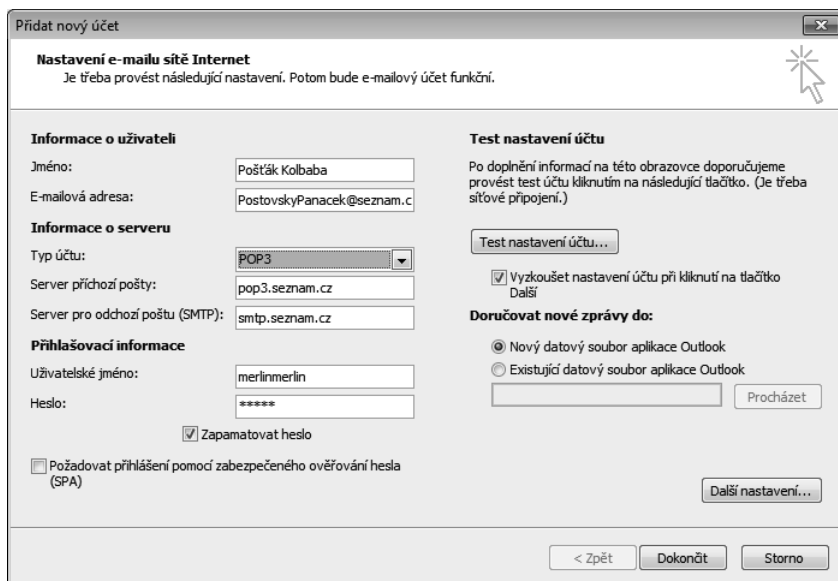 Přidat nový účet
Nastavení e-mailu sítě Internet
Je třeba provést následující nastavení. Potom bude e-mailový účet funkční.
Informace o uživateli
Jméno:
Pošťák Kolbaba
E-mailová adresa:
PostovskyPanacek@seznam.c
Informace o serveru
Typ účtu:
POP3
Server příchozí pošty:
pop3.seznam.cz
Server pro odchozí poštu (SMTP):
smtp.seznam.cz
Přihlašovací informace
Uživatelské jméno:
merlinmerlin
Heslo:
*****
Zapamatovat heslo
Požadovat přihlášení pomocí zabezpečeného ověřování hesla
(SPA)
Test nastavení účtu
Po doplnění informací na této obrazovce doporučujeme
provést test účtu kliknutím na následující tlačítko. (Je třeba
síťové připojení.)
Test nastavení účtu...
Vyzkoušet nastavení účtu při kliknutí na tlačítko
Další
Doručovat nové zprávy do:
Nový datový soubor aplikace Outlook
Existující datový soubor aplikace Outlook
Procházet
Další nastavení...
< Zpět
Dokončit
Storno